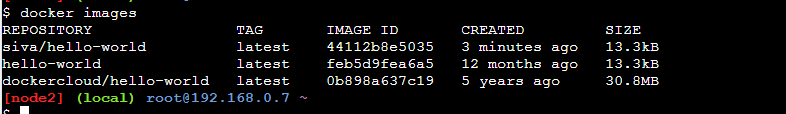 $ docker images
REPOSITORY TAG IMAGE ID CREATED SIZE
siva/hello-world latest 44112b8e5035 3 minutes ago 13.3kB
hello-world latest feb5d9fea6a5 12 months ago 13.3kB
dockercloud/hello-world latest 0b898a637c19 5 years ago 30.8MB
[node2] (local) root@192.168.0.7 ~
$